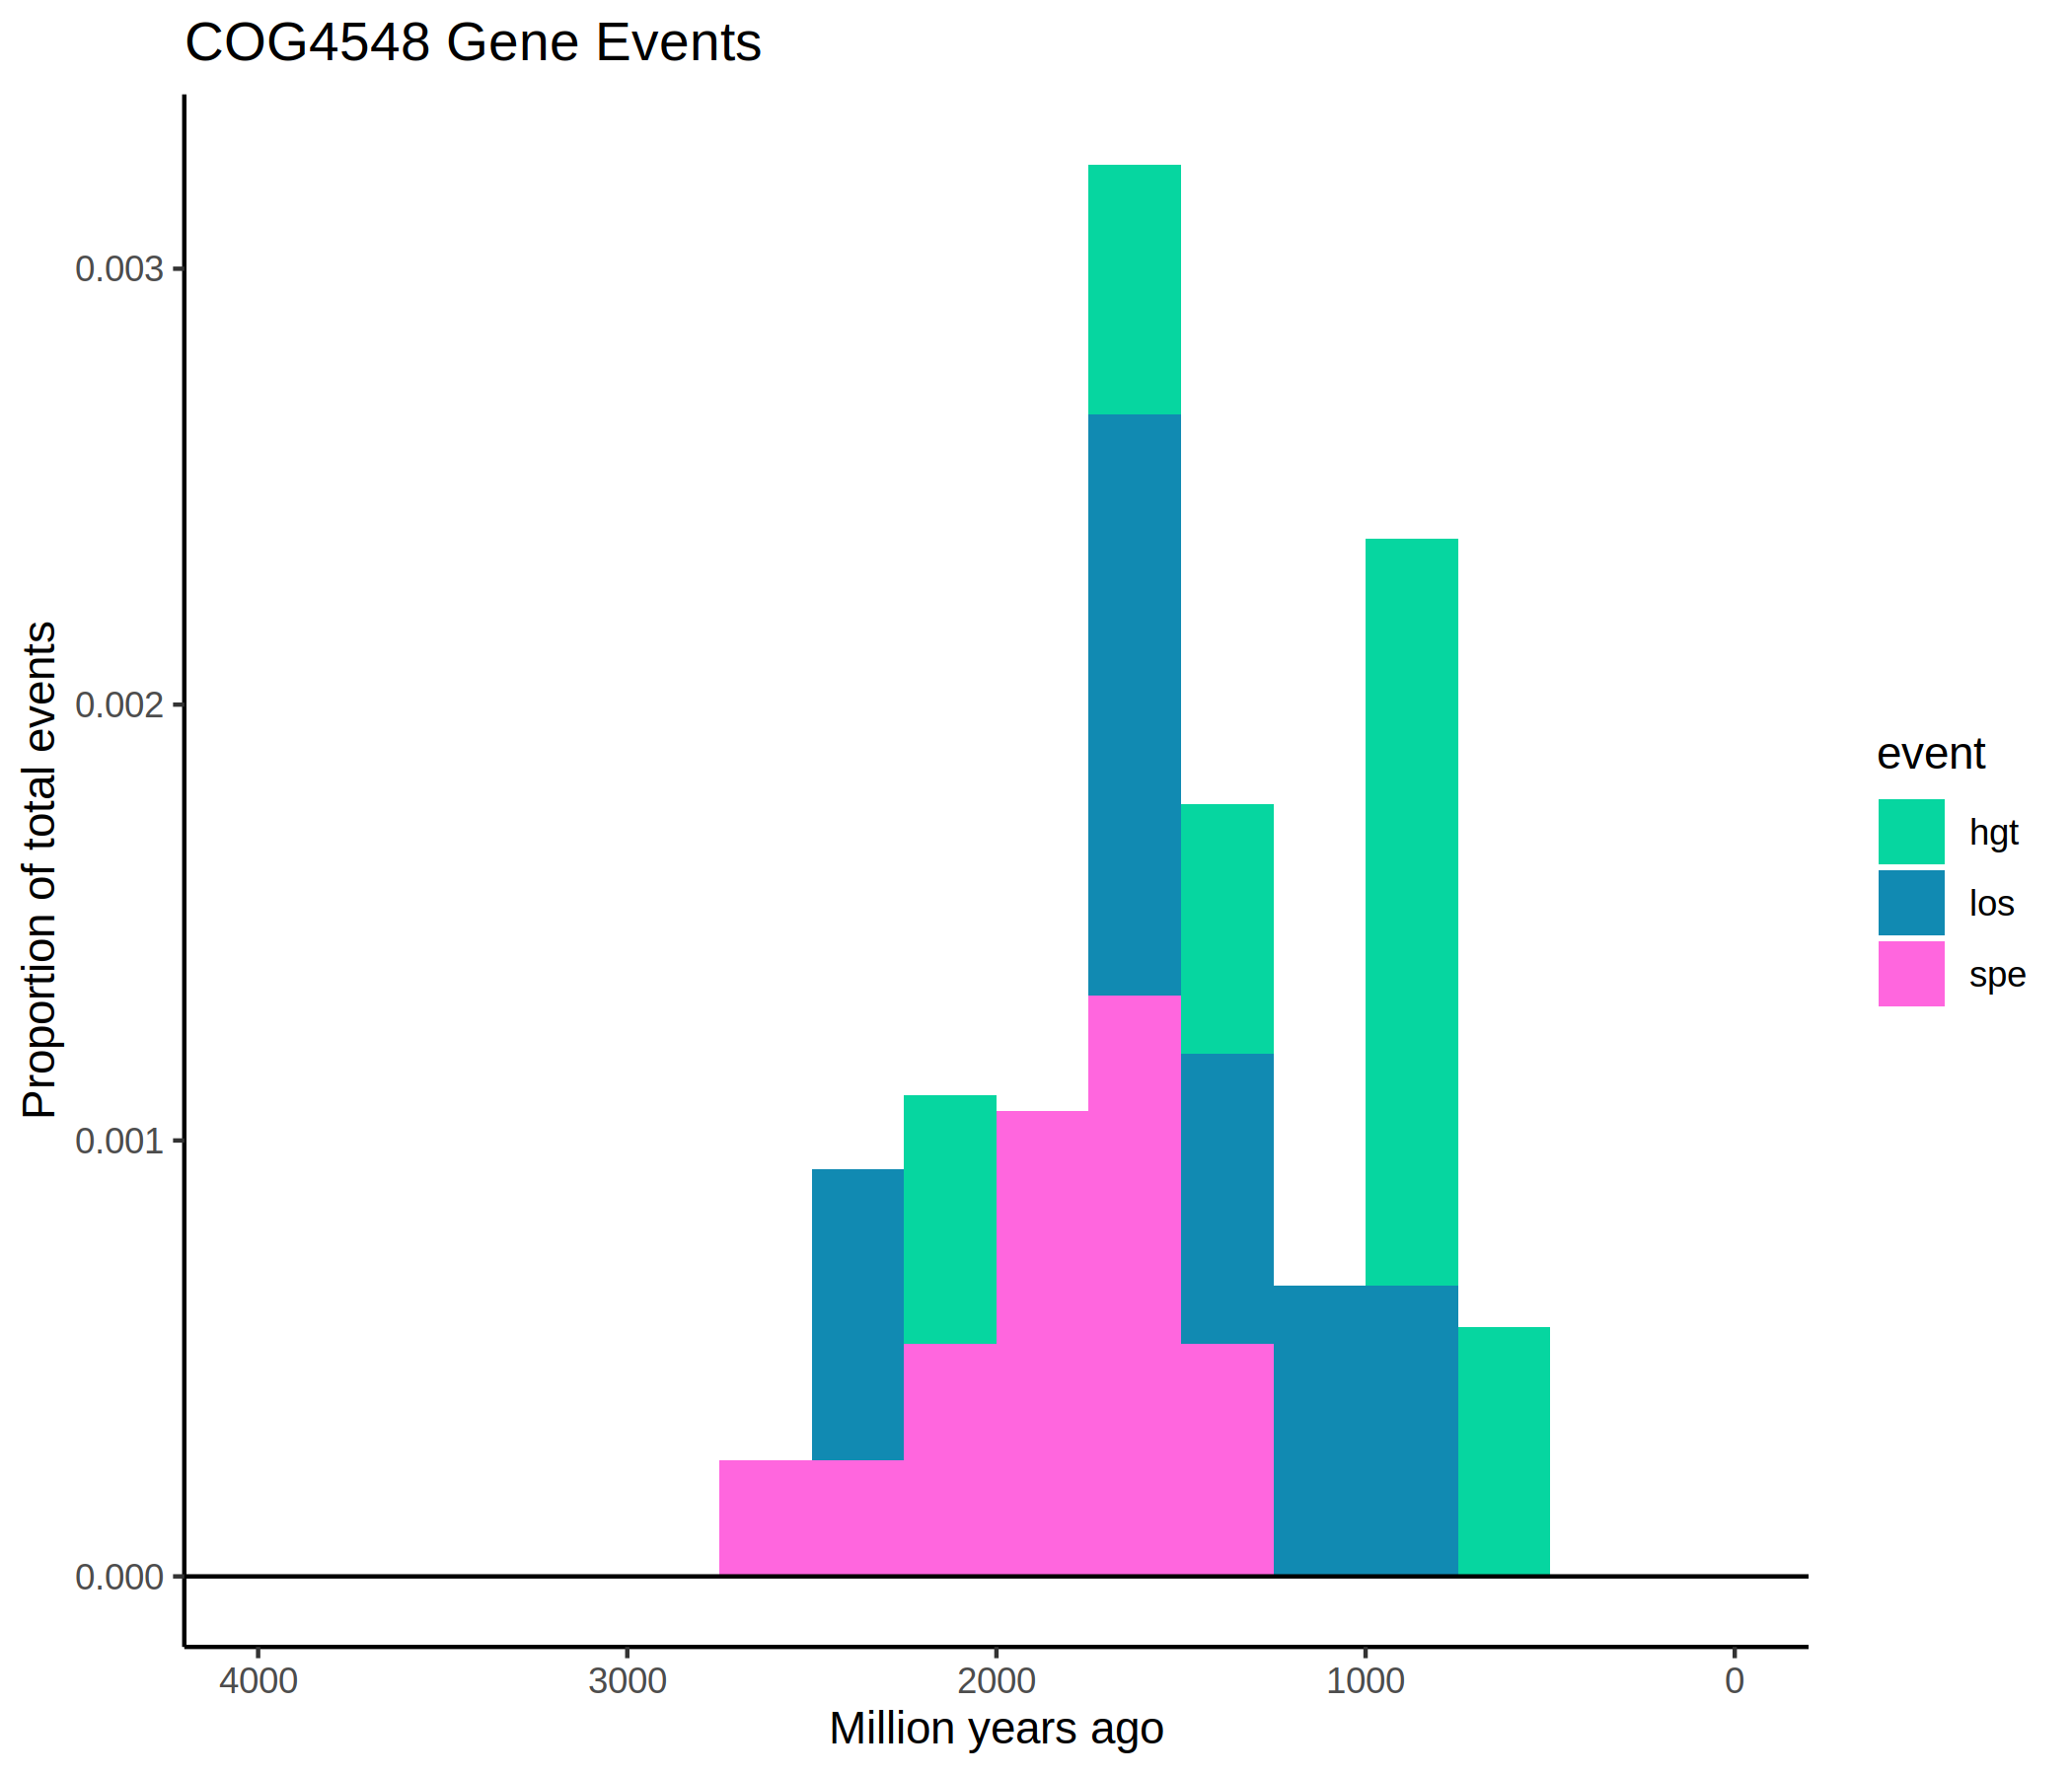 COG4548 Gene Events
Proportion of total events
0.003
0.002
0.001
0.000
4000 3000 2000 1000 0
Million years ago
event
hgt
los
spe